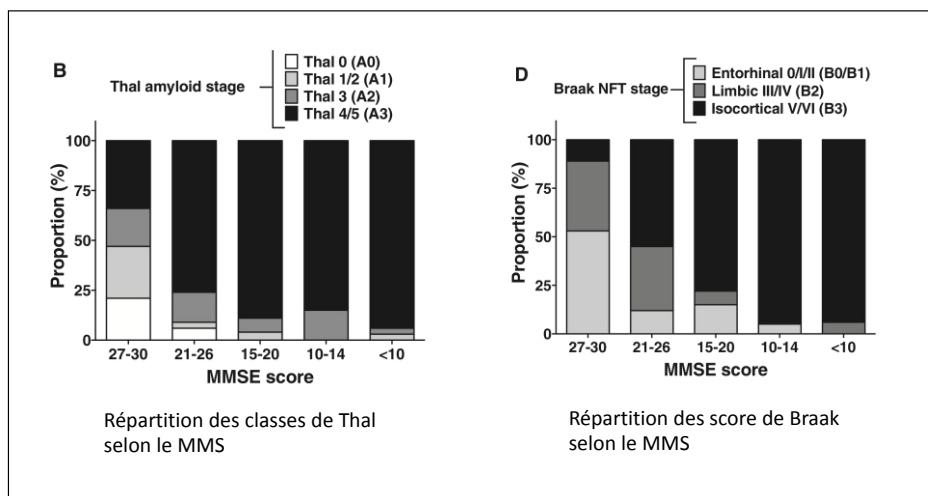 B
Thal amyloid stage
Thal 0 (A0)
Thal 1/2 (A1)
Thal 3 (A2)
Thal 4/5 (A3)
Proportion (%)
100
75
50
25
0
27-30 21-26 15-20 10-14 <10
MMSE score
Répartition des classes de Thal
selon le MMS
D
Braak NFT stage
Entorhinal 0/I/II (B0/B1)
Limbic III/IV (B2)
Isocortical V/VI (B3)
Proportion (%)
100
75
50
25
0
27-30 21-26 15-20 10-14 <10
MMSE score
Répartition des score de Braak
selon le MMS